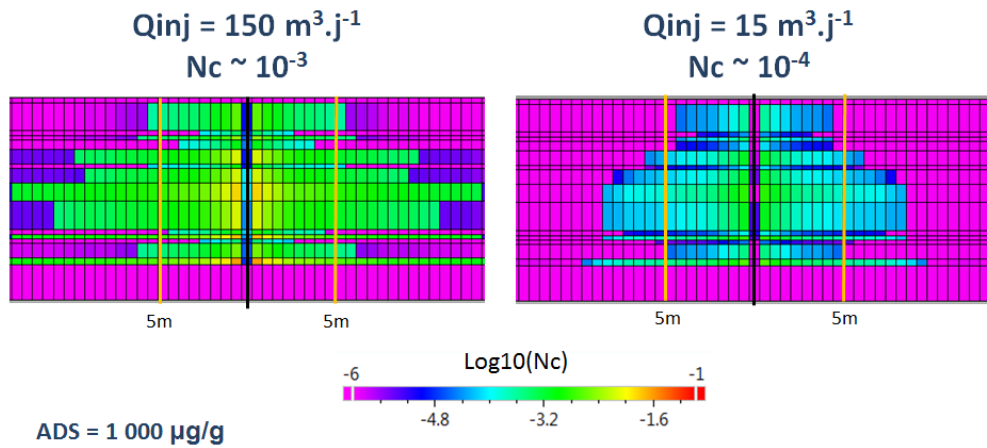 Qinj = 150 m³.j⁻¹
Nc ~ 10⁻³
Qinj = 15 m³.j⁻¹
Nc ~ 10⁻⁴
5m 5m
5m 5m
Log10(Nc)
-6 -1
-4.8 -3.2 -1.6
ADS = 1 000 µg/g